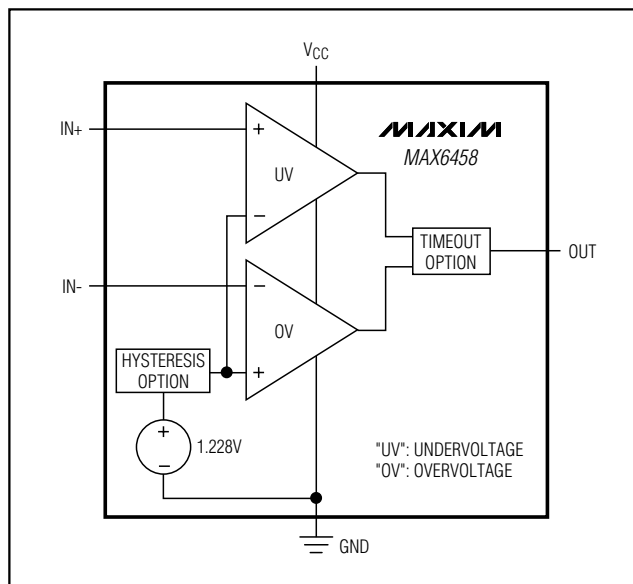 VCC
IN+
+
MAXIM
MAX6458
UV
−
TIMEOUT
OPTION
OUT
IN-
−
OV
HYSTERESIS
OPTION
+
+
1.228V
−
"UV": UNDERVOLTAGE
"OV": OVERVOLTAGE
GND